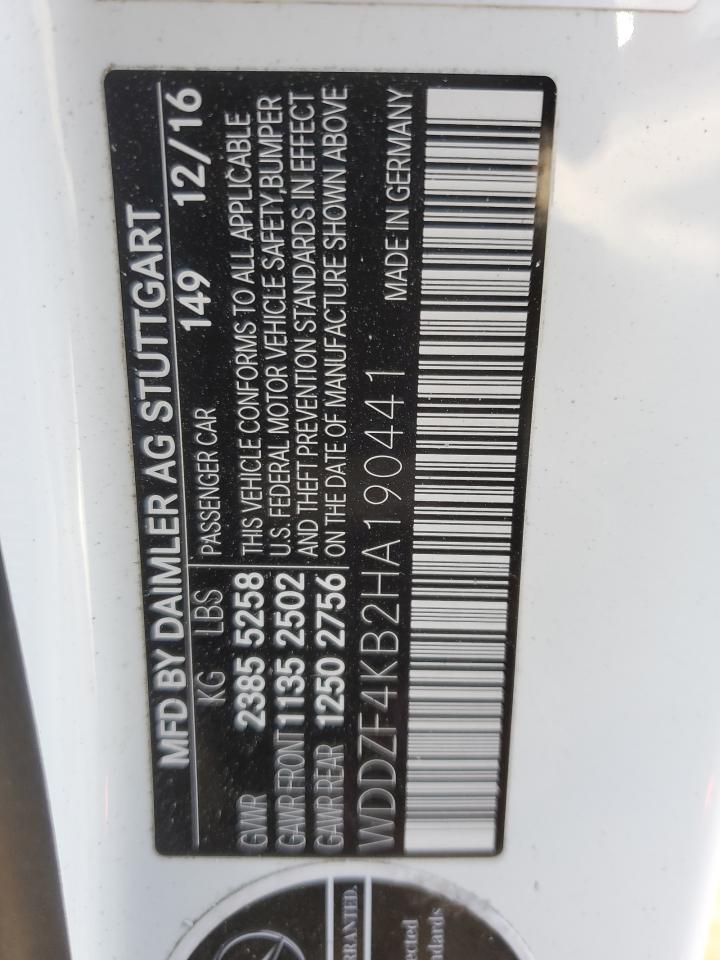 MFD BY DAIMLER AG STUTTGART
149 12/16
KG LBS PASSENGER CAR
GVWR 2385 5258 THIS VEHICLE CONFORMS TO ALL APPLICABLE
GAWR FRONT 1135 2502 U.S. FEDERAL MOTOR VEHICLE SAFETY,BUMPER
GAWR REAR 1250 2756 AND THEFT PREVENTION STANDARDS IN EFFECT
ON THE DATE OF MANUFACTURE SHOWN ABOVE
WDDZF4KB2HA190441 MADE IN GERMANY